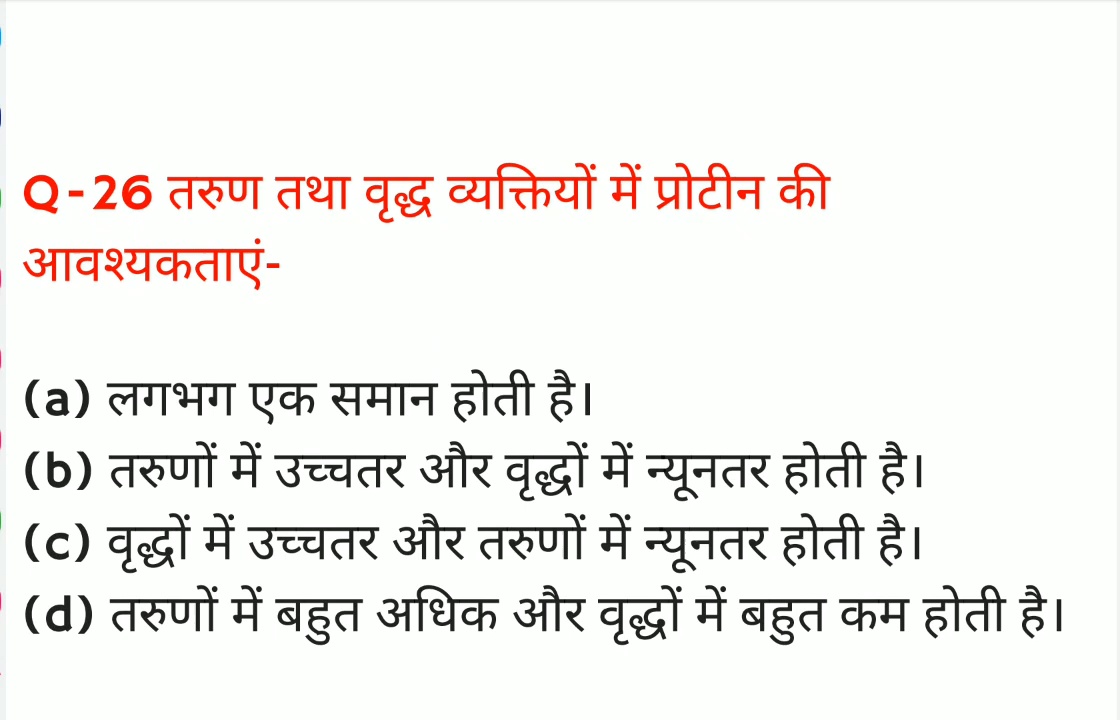 Q-26 तरुण तथा वृद्ध व्यक्तियों में प्रोटीन की
आवश्यकताएं-
(a) लगभग एक समान होती है।
(b) तरुणों में उच्चतर और वृद्धों में न्यूनतर होती है।
(c) वृद्धों में उच्चतर और तरुणों में न्यूनतर होती है।
(d) तरुणों में बहुत अधिक और वृद्धों में बहुत कम होती है।